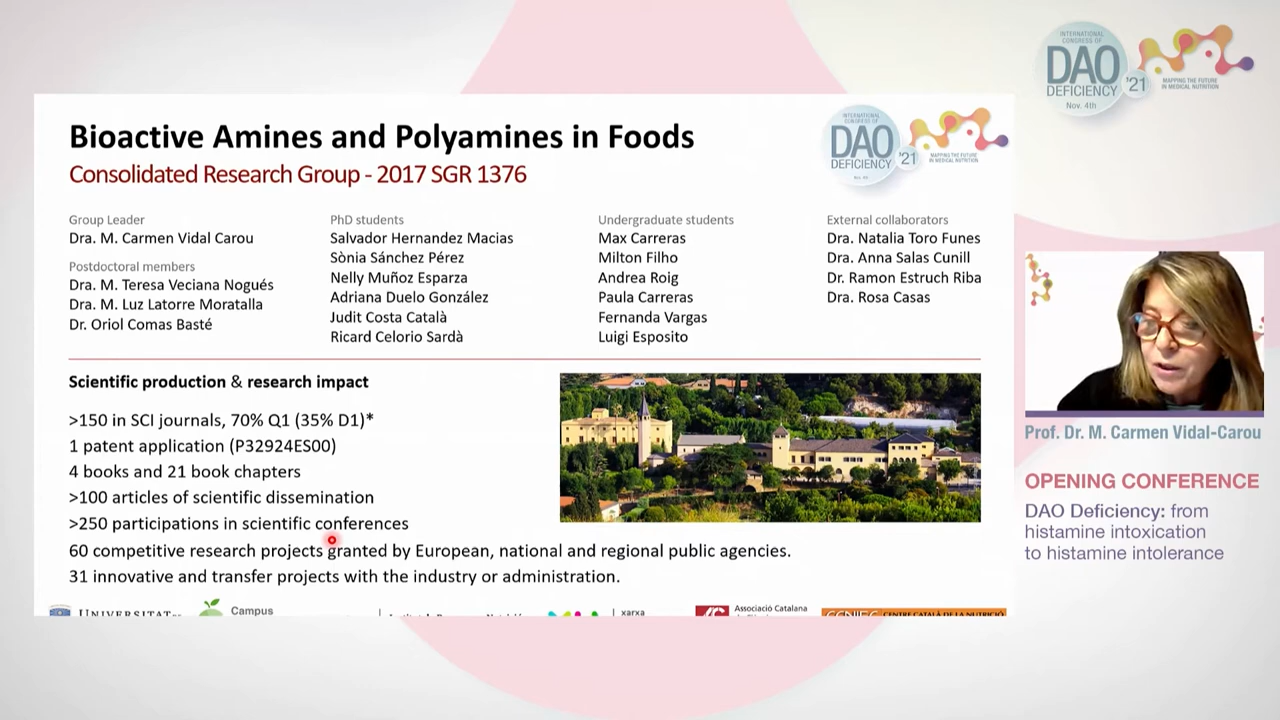 INTERNATIONAL
CONGRESS OF
DAO
DEFICIENCY
'21
Nov. 4th
MAPPING THE FUTURE
IN MEDICAL NUTRITION
Bioactive Amines and Polyamines in Foods
Consolidated Research Group - 2017 SGR 1376
INTERNATIONAL
CONGRESS OF
DAO
DEFICIENCY
'21
MAPPING THE FUTURE
IN MEDICAL NUTRITION
Group Leader
Dra. M. Carmen Vidal Carou
Postdoctoral members
Dra. M. Teresa Veciana Nogués
Dra. M. Luz Latorre Moratalla
Dr. Oriol Comas Basté
PhD students
Salvador Hernandez Macias
Sònia Sánchez Pérez
Nelly Muñoz Esparza
Adriana Duelo González
Judit Costa Català
Ricard Celorio Sardà
Undergraduate students
Max Carreras
Milton Filho
Andrea Roig
Paula Carreras
Fernanda Vargas
Luigi Esposito
External collaborators
Dra. Natalia Toro Funes
Dra. Anna Salas Cunill
Dr. Ramon Estruch Riba
Dra. Rosa Casas
Scientific production & research impact
>150 in SCI journals, 70% Q1 (35% D1)*
1 patent application (P32924ES00)
4 books and 21 book chapters
>100 articles of scientific dissemination
>250 participations in scientific conferences
60 competitive research projects granted by European, national and regional public agencies.
31 innovative and transfer projects with the industry or administration.
UNIVERSITAT
Campus
xarxa
Associació Catalana
CENTRE CATALÀ DE LA NUTRICIÓ
Prof. Dr. M. Carmen Vidal-Carou
OPENING CONFERENCE
DAO Deficiency: from
histamine intoxication
to histamine intolerance